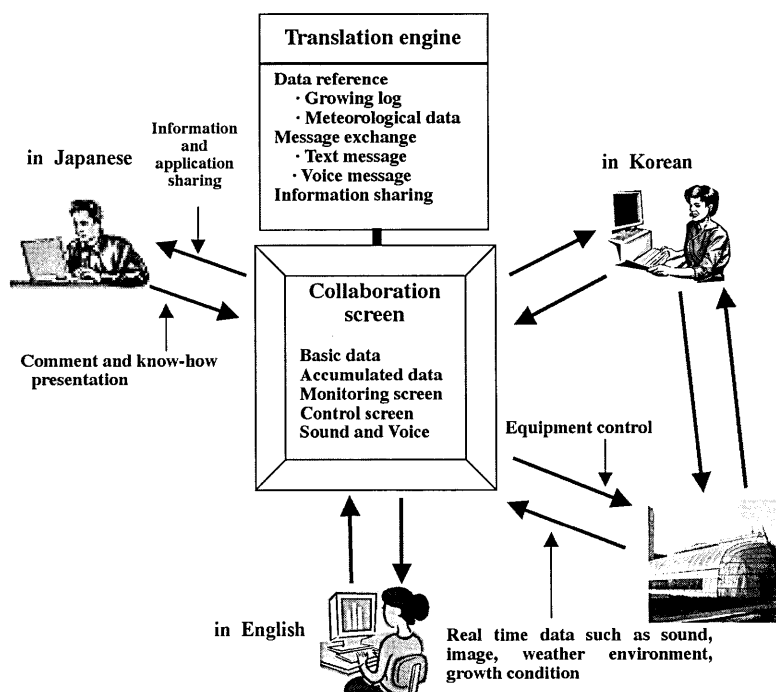 Translation engine
Data reference
· Growing log
· Meteorological data
Message exchange
· Text message
· Voice message
Information sharing
Information
and
application
sharing
in Japanese
in Korean
Collaboration
screen
Basic data
Accumulated data
Monitoring screen
Control screen
Sound and Voice
Comment and know-how
presentation
Equipment control
in English
Real time data such as sound,
image, weather environment,
growth condition